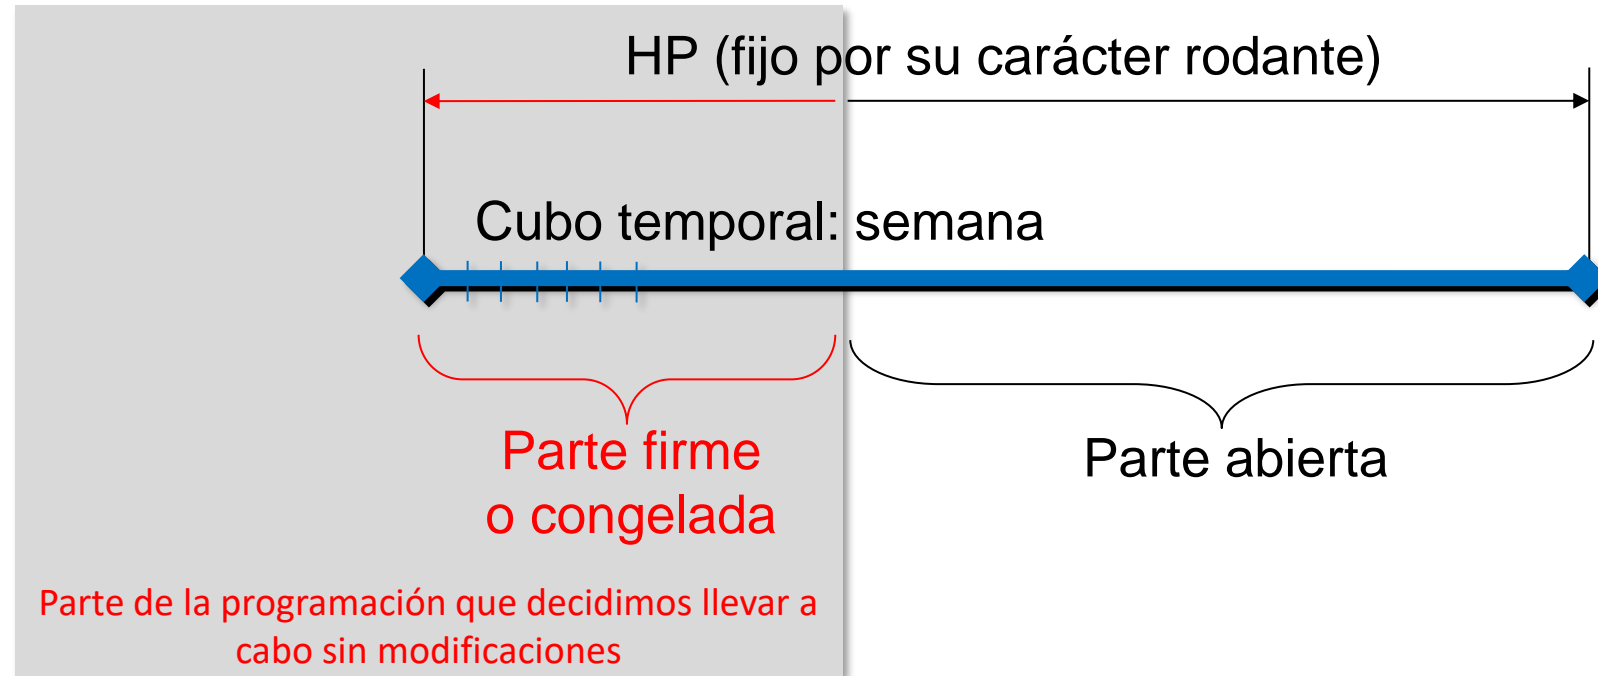 HP (fijo por su carácter rodante)
Cubo temporal: semana
Parte firme
o congelada
Parte abierta
Parte de la programación que decidimos llevar a
cabo sin modificaciones